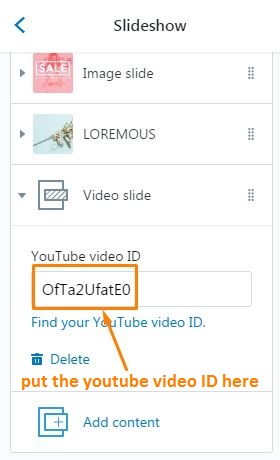 Slideshow
SALE
Image slide
LOREMOUS
Video slide
YouTube video ID
OfTa2UfatE0
Find your YouTube video ID.
Delete
put the youtube video ID here
Add content